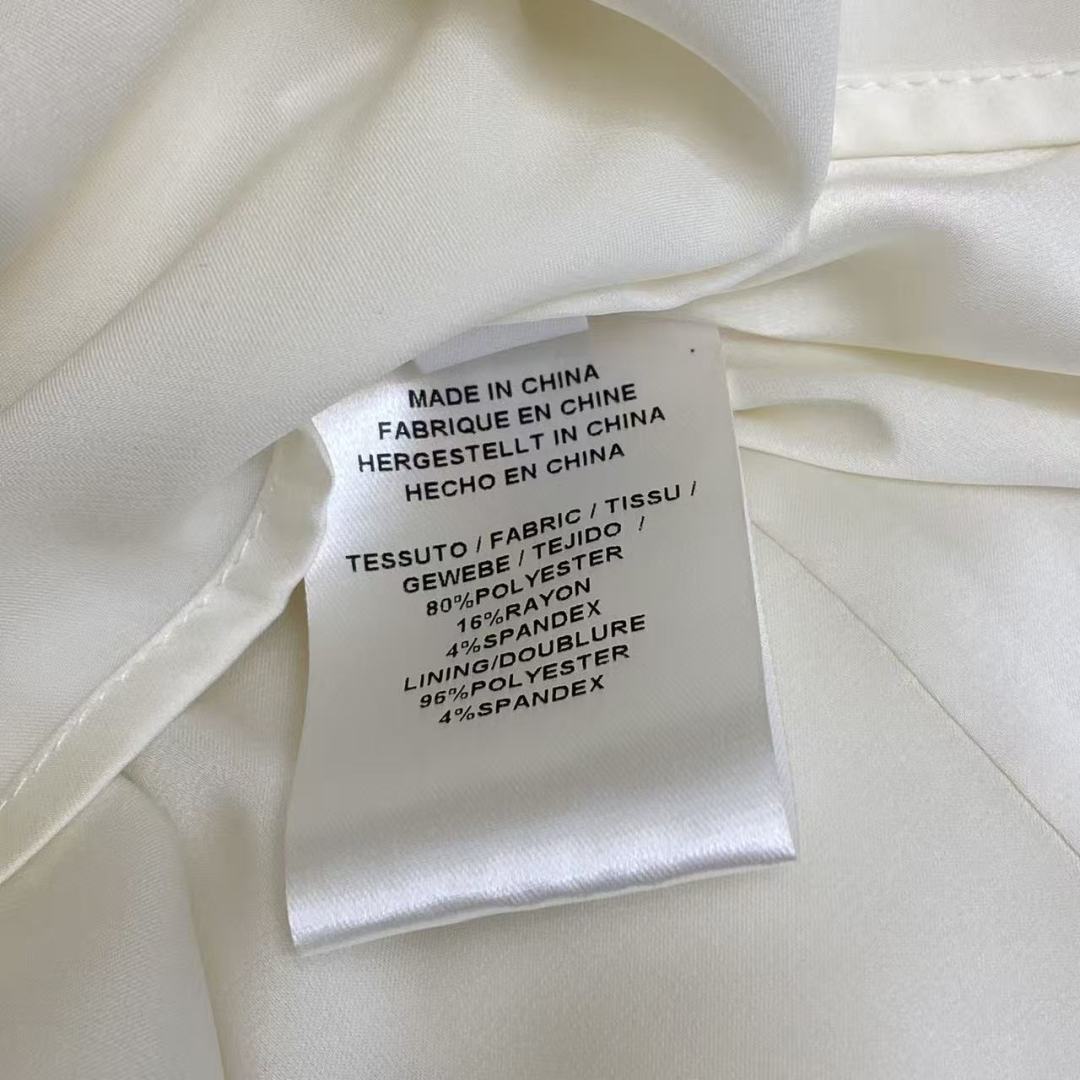 MADE IN CHINA
FABRIQUE EN CHINE
HERGESTELLT IN CHINA
HECHO EN CHINA
TESSUTO / FABRIC / TISSU /
GEWEBE / TEJIDO /
80%POLYESTER
16%RAYON
4%SPANDEX
LINING/DOUBLURE
96%POLYESTER
4%SPANDEX